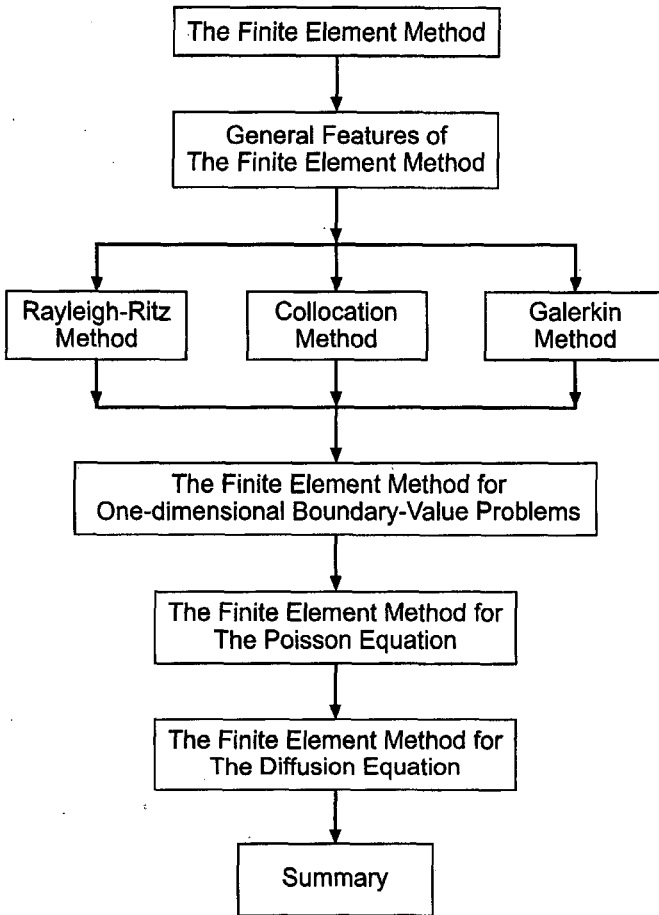 The Finite Element Method
General Features of
The Finite Element Method
Rayleigh-Ritz
Method
Collocation
Method
Galerkin
Method
The Finite Element Method for
One-dimensional Boundary-Value Problems
The Finite Element Method for
The Poisson Equation
The Finite Element Method for
The Diffusion Equation
Summary